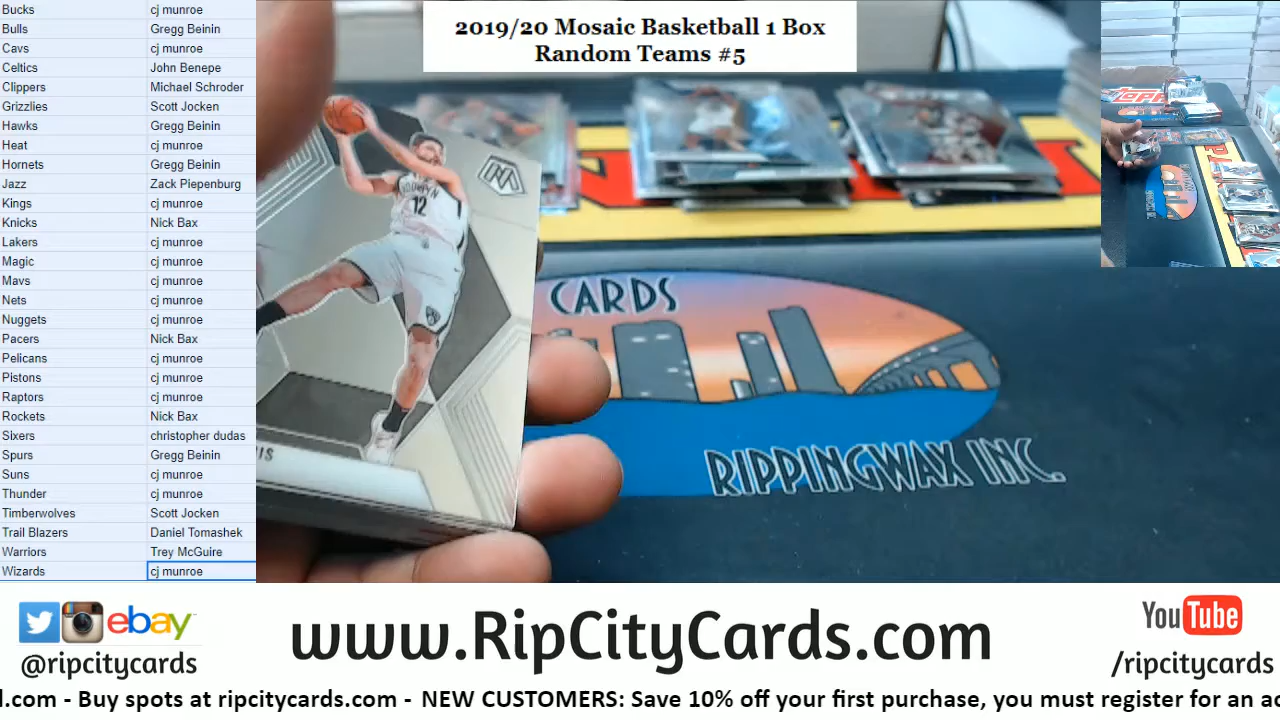 Bucks cj munroe
Bulls Gregg Beinin
Cavs cj munroe
Celtics John Benepe
Clippers Michael Schroder
Grizzlies Scott Jocken
Hawks Gregg Beinin
Heat cj munroe
Hornets Gregg Beinin
Jazz Zack Piepenburg
Kings cj munroe
Knicks Nick Bax
Lakers cj munroe
Magic cj munroe
Mavs cj munroe
Nets cj munroe
Nuggets cj munroe
Pacers Nick Bax
Pelicans cj munroe
Pistons cj munroe
Raptors cj munroe
Rockets Nick Bax
Sixers christopher dudas
Spurs Gregg Beinin
Suns cj munroe
Thunder cj munroe
Timberwolves Scott Jocken
Trail Blazers Daniel Tomashek
Warriors Trey McGuire
Wizards cj munroe
2019/20 Mosaic Basketball 1 Box
Random Teams #5
12
CARDS
RIPPINGWAX INC.
ebay
@ripcitycards
www.RipCityCards.com
YouTube
/ripcitycards
l.com - Buy spots at ripcitycards.com - NEW CUSTOMERS: Save 10% off your first purchase, you must register for an ac